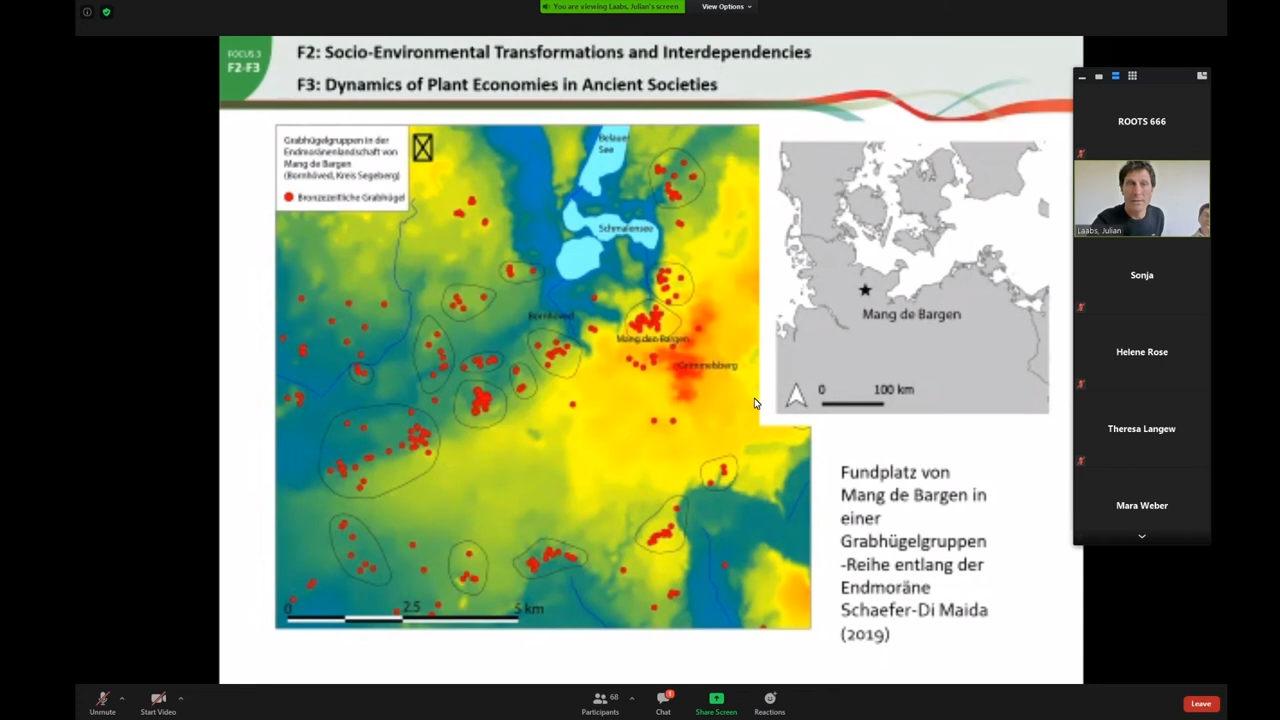 You are viewing Laabs, Julian's screen
View Options
FOCUS 3
F2-F3
F2: Socio-Environmental Transformations and Interdependencies
F3: Dynamics of Plant Economies in Ancient Societies
Grabhügelgruppen in der
Endmoränenlandschaft von
Mang de Bargen
(Bornhöved, Kreis Segeberg)
Bronzezeitliche Grabhügel
Belauer
See
Schmalensee
Bornhöved
Mang den Bargen
Grimmelsberg
0
2.5
5 km
Mang de Bargen
0
100 km
Fundplatz von
Mang de Bargen in
einer
Grabhügelgruppen
-Reihe entlang der
Endmoräne
Schaefer-Di Maida
(2019)
ROOTS 666
Laabs, Julian
Sonja
Helene Rose
Theresa Langew
Mara Weber
Unmute
Start Video
68
Participants
1
Chat
Share Screen
Reactions
Leave